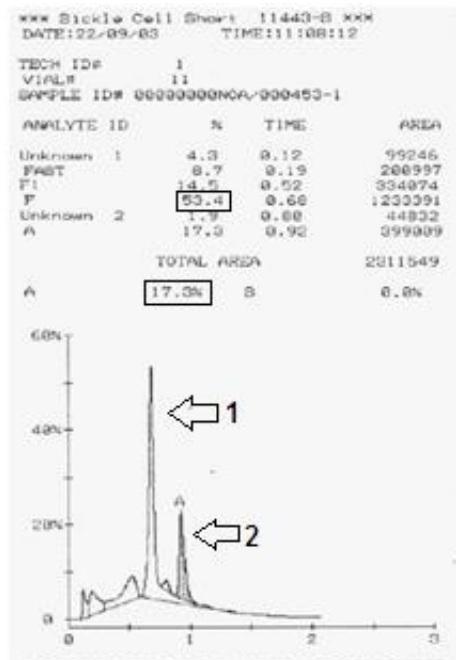 *** Sickle Cell Short 11443-8 ***
DATE:22/09/03 TIME:11:08:12
TECH ID# 1
VIAL# 11
SAMPLE ID# 00000000NOA/000453-1
ANALYTE ID % TIME AREA
Unknown 1 4.3 0.12 99246
FAST 8.7 0.19 200997
F1 14.5 0.52 334074
F 53.4 0.68 1233391
Unknown 2 1.9 0.80 44832
A 17.3 0.92 399009
TOTAL AREA 2311549
A 17.3% S 0.0%
60%
1
40%
A
20%
2
0
0 1 2 3